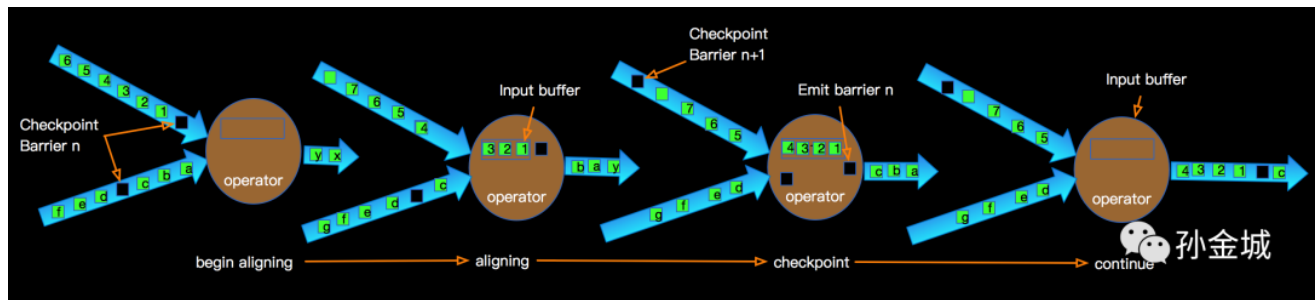 6 5 4 3 2 1
Checkpoint
Barrier n
f e d c b a
operator
y x
begin aligning
7 6 5 4
Input buffer
3 2 1
g f e d c
operator
b a y
aligning
Checkpoint
Barrier n+1
7 6 5
Emit barrier n
4 3 2 1
g f e d
operator
c b a
checkpoint
7 6 5
Input buffer
g f e d
operator
4 3 2 1 c
continue
孙金城